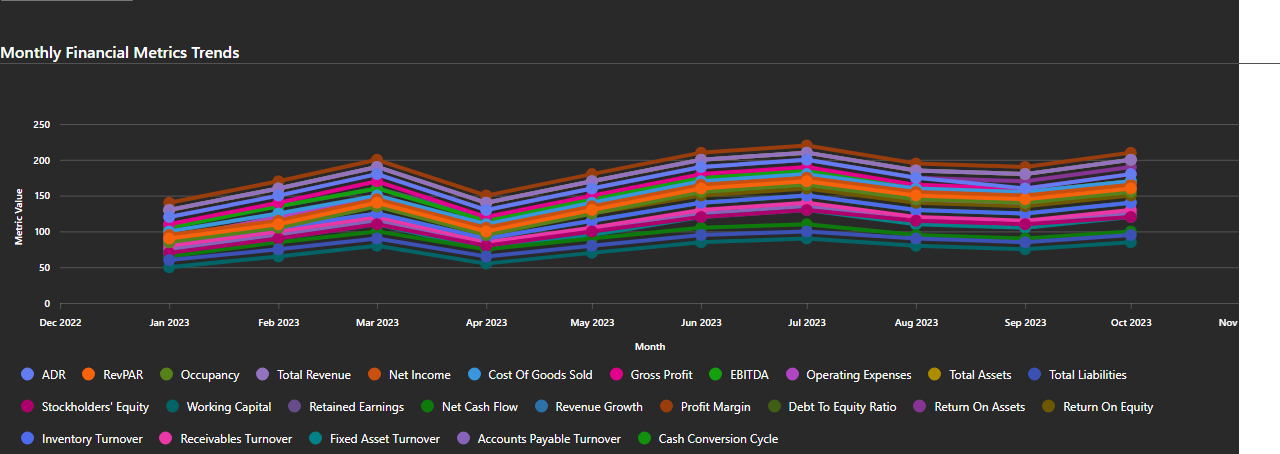 Monthly Financial Metrics Trends
250
200
150
100
50
0
Metric Value
Dec 2022 Jan 2023 Feb 2023 Mar 2023 Apr 2023 May 2023 Jun 2023 Jul 2023 Aug 2023 Sep 2023 Oct 2023 Nov
Month
ADR RevPAR Occupancy Total Revenue Net Income Cost Of Goods Sold Gross Profit EBITDA Operating Expenses Total Assets Total Liabilities
Stockholders' Equity Working Capital Retained Earnings Net Cash Flow Revenue Growth Profit Margin Debt To Equity Ratio Return On Assets Return On Equity
Inventory Turnover Receivables Turnover Fixed Asset Turnover Accounts Payable Turnover Cash Conversion Cycle